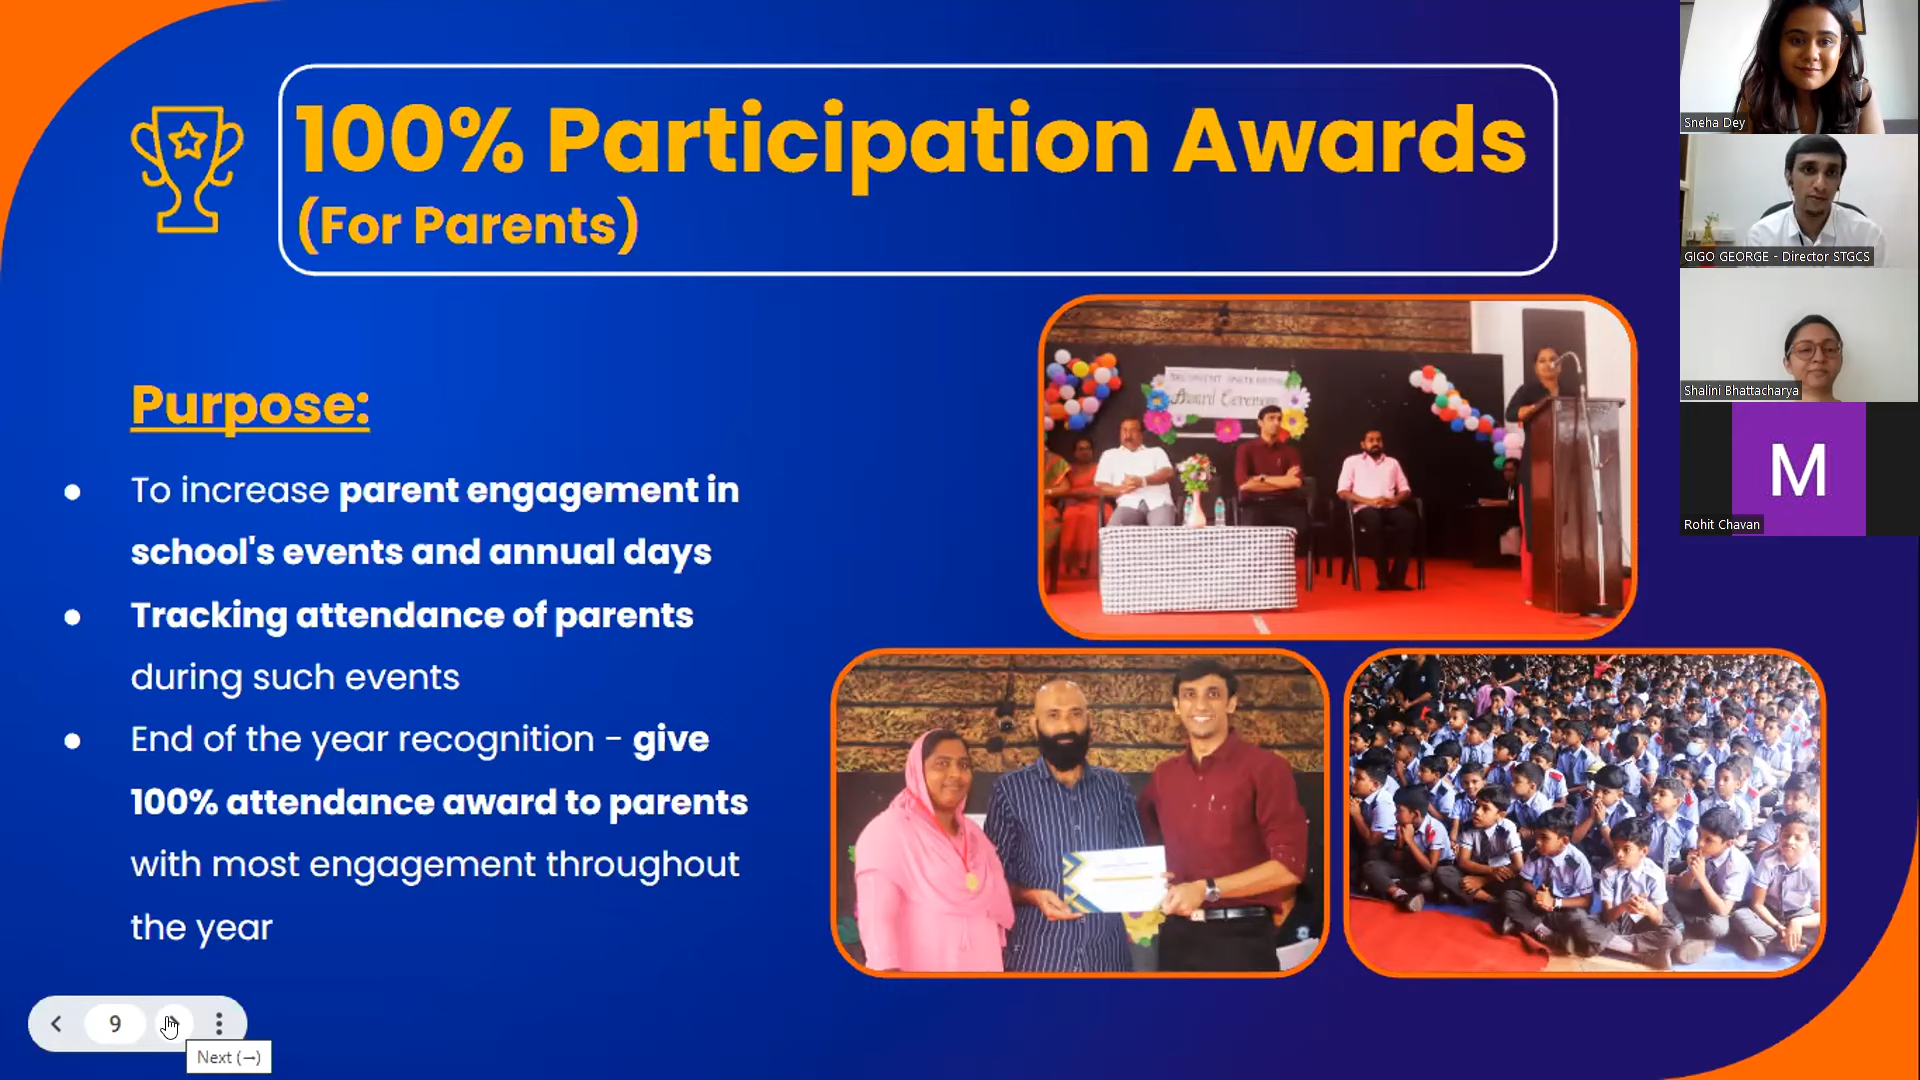 100% Participation Awards
(For Parents)
Purpose:
● To increase parent engagement in
school's events and annual days
● Tracking attendance of parents
during such events
● End of the year recognition - give
100% attendance award to parents
with most engagement throughout
the year
Award Ceremony
9
Next (→)
Sneha Dey
GIGO GEORGE - Director STGCS
Shalini Bhattacharya
M
Rohit Chavan